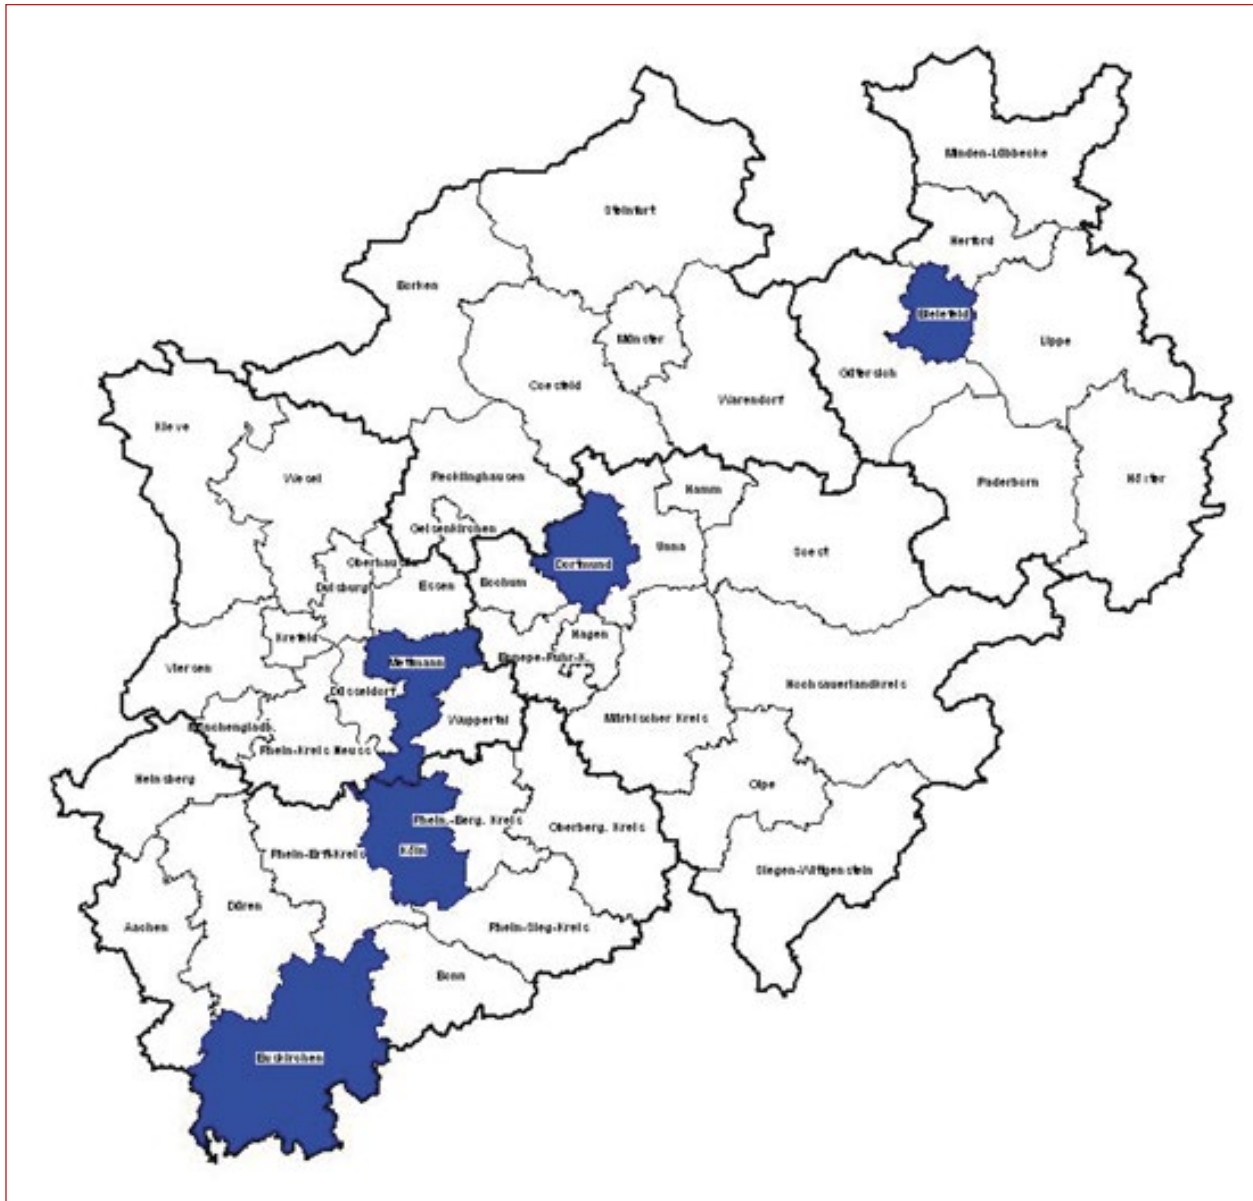 Minden-Lübbecke
Steinfurt
Herford
Borken
Bielefeld
Münster
Lippe
Gütersloh
Coesfeld
Warendorf
Kleve
Wesel
Recklinghausen
Hamm
Paderborn
Höxter
Gelsenkirchen
Unna
Soest
Oberhause
Dortmund
Duisburg
Essen
Bochum
Krefeld
Hagen
Ennepe-Ruhr-K.
Viersen
Mettmann
Hochsauerlandkreis
Düsseldorf
Mönchengladb.
Wuppertal
Märkischer Kreis
Rhein-Kreis Neuss
Heinsberg
Olpe
Rhein.-Berg. Kreis
Oberberg. Kreis
Rhein-Erft-Kreis
Köln
Siegen-Wittgenstein
Düren
Aachen
Rhein-Sieg-Kreis
Bonn
Euskirchen